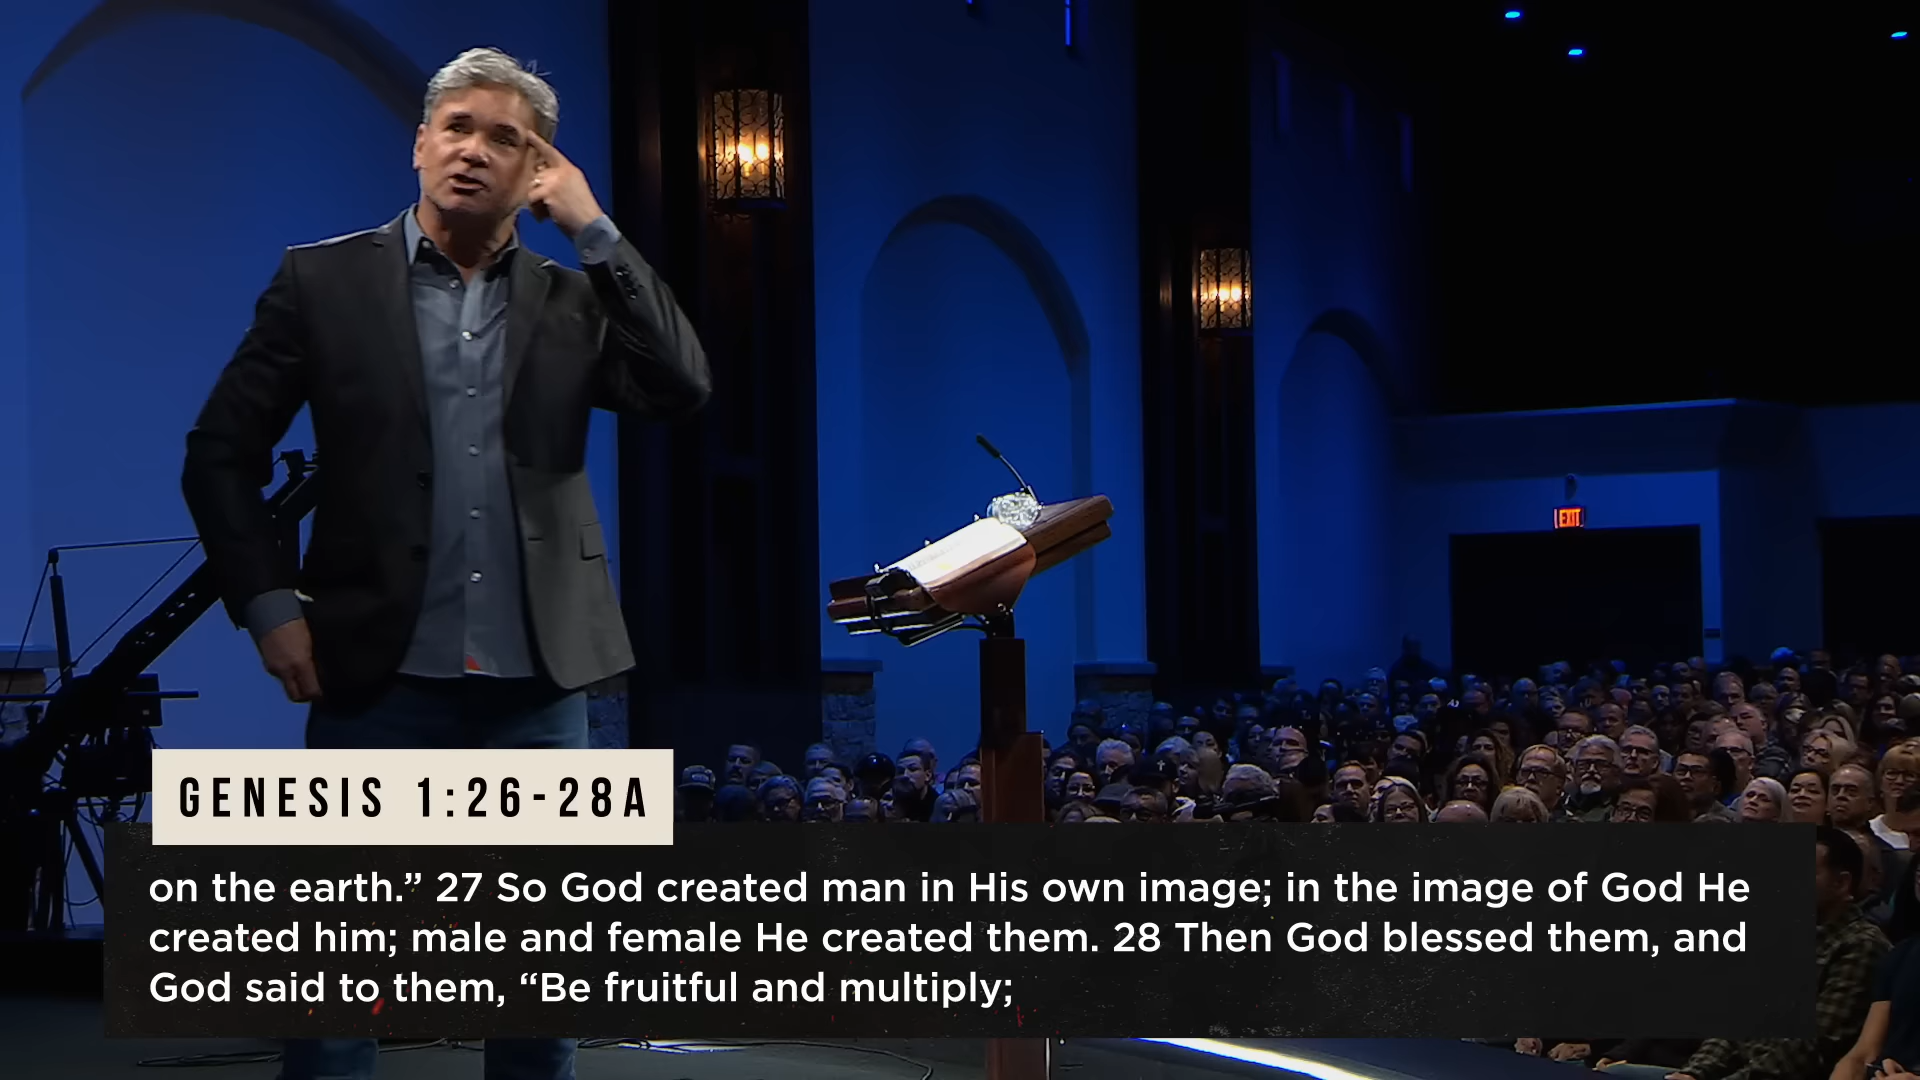 EXIT
GENESIS 1:26-28A
on the earth.” 27 So God created man in His own image; in the image of God He
created him; male and female He created them. 28 Then God blessed them, and
God said to them, “Be fruitful and multiply;